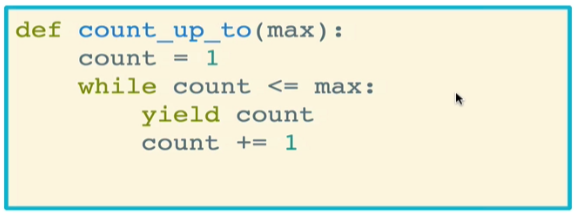 def count_up_to(max):
    count = 1
    while count <= max:
        yield count
        count += 1